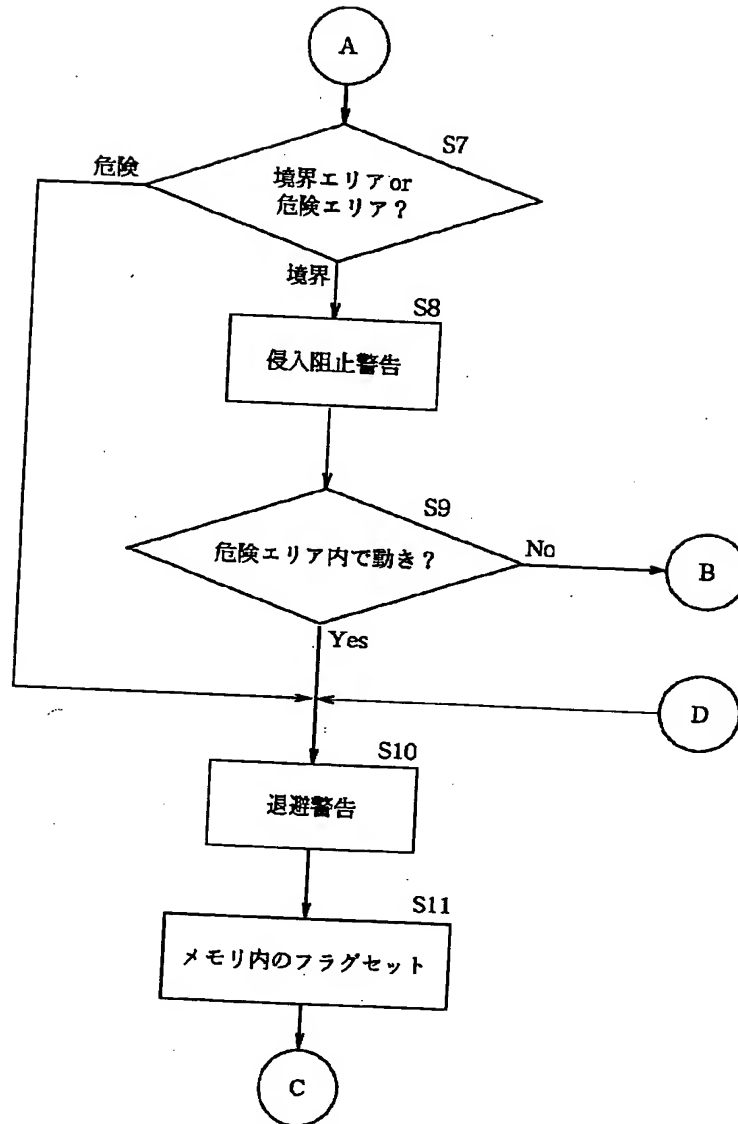 A
S7
危険
境界エリアor
危険エリア？
境界
S8
侵入阻止警告
S9
危険エリア内で動き？
No
B
Yes
D
S10
退避警告
S11
メモリ内のフラグセット
C